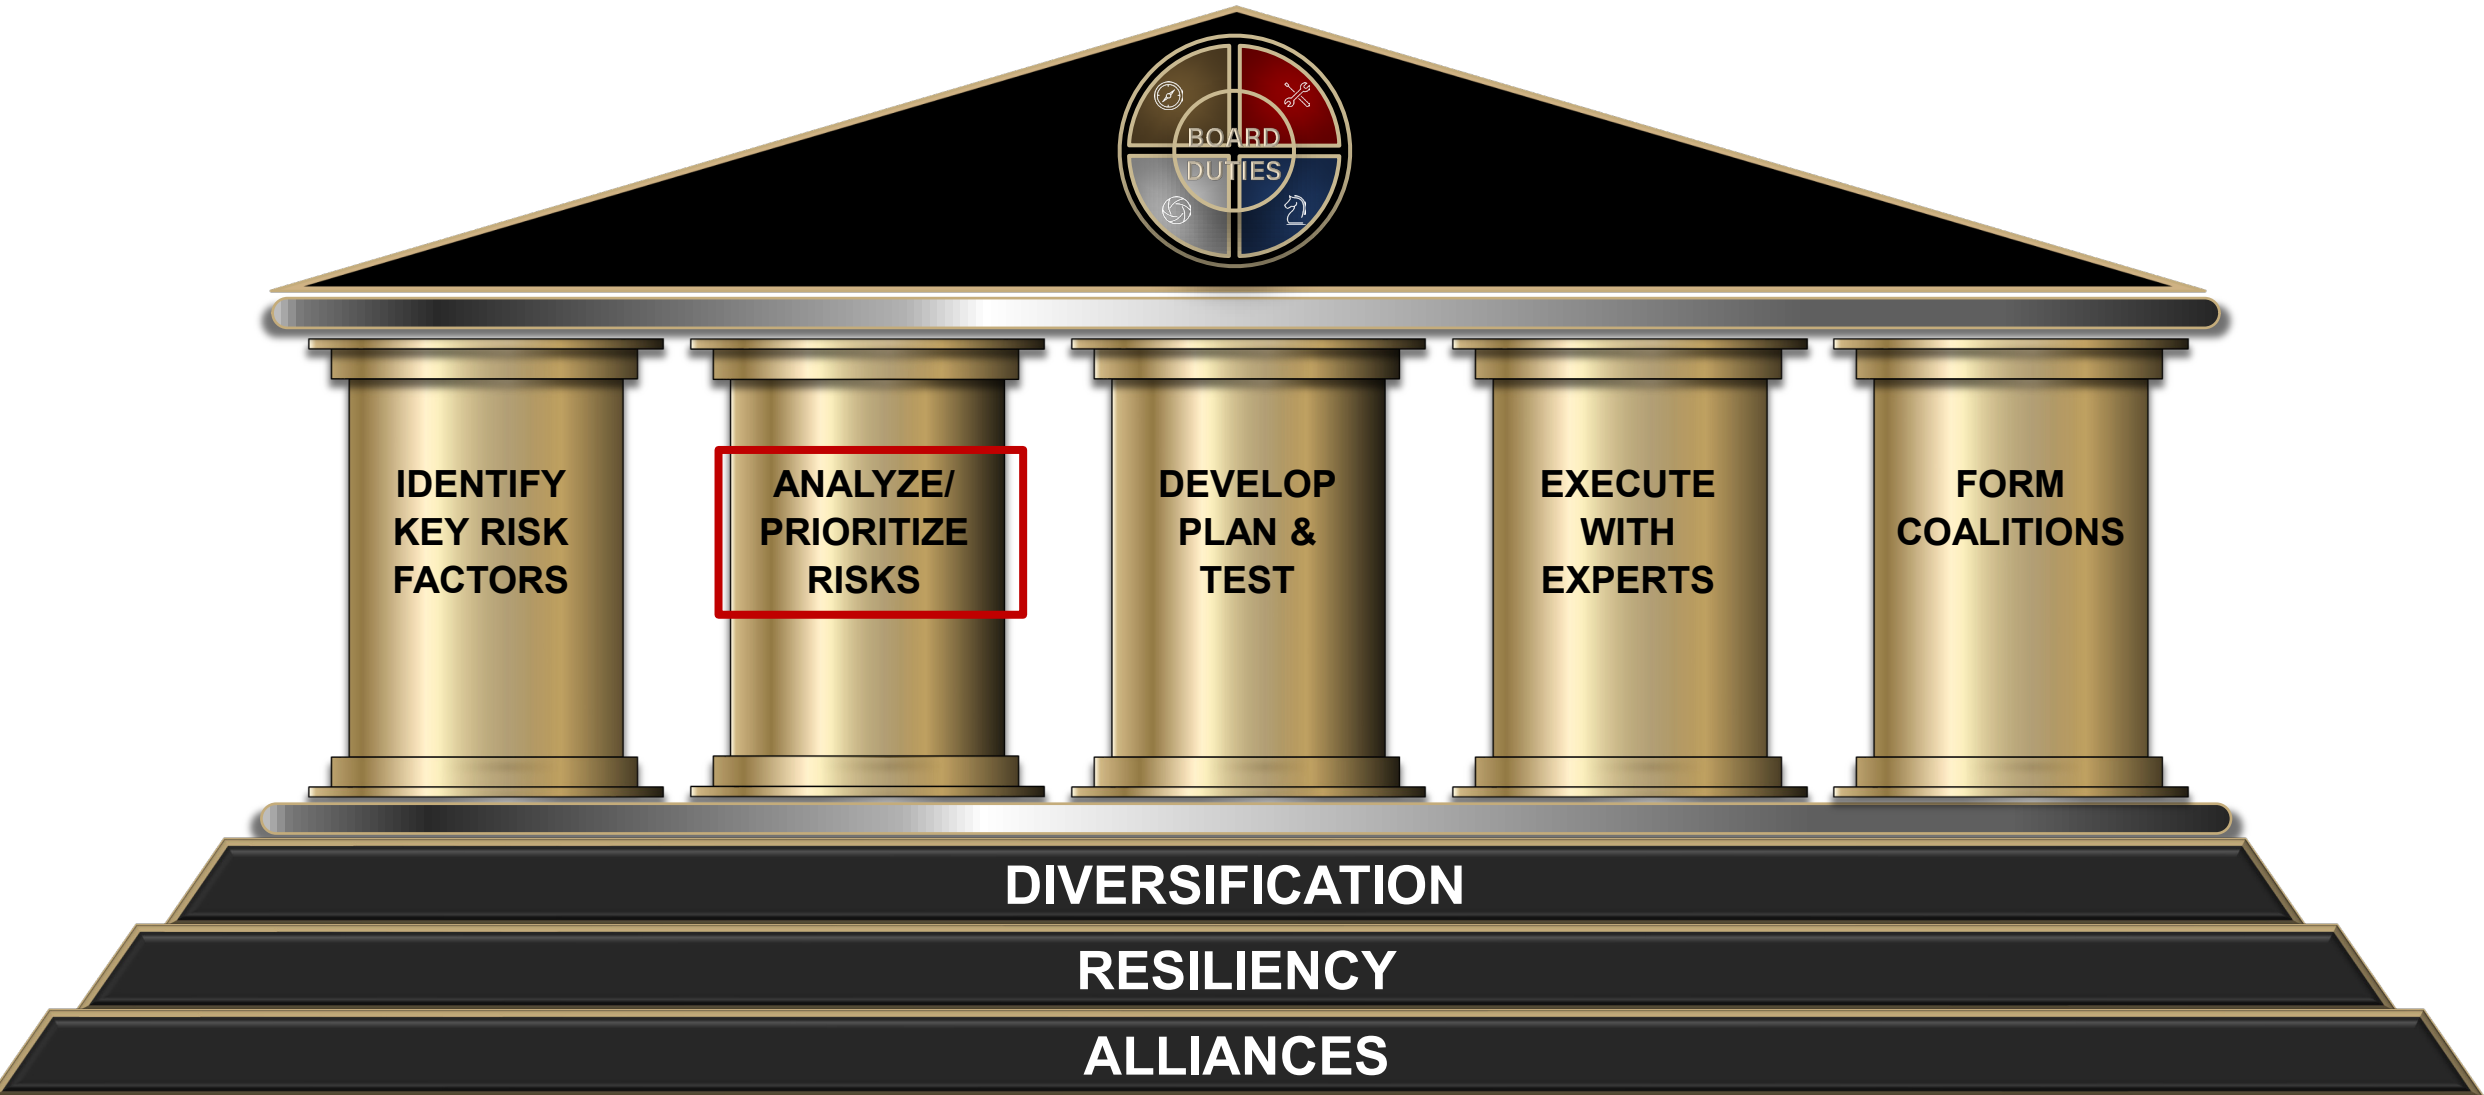 BOARD
DUTIES
IDENTIFY
KEY RISK
FACTORS
ANALYZE/
PRIORITIZE
RISKS
DEVELOP
PLAN &
TEST
EXECUTE
WITH
EXPERTS
FORM
COALITIONS
DIVERSIFICATION
RESILIENCY
ALLIANCES